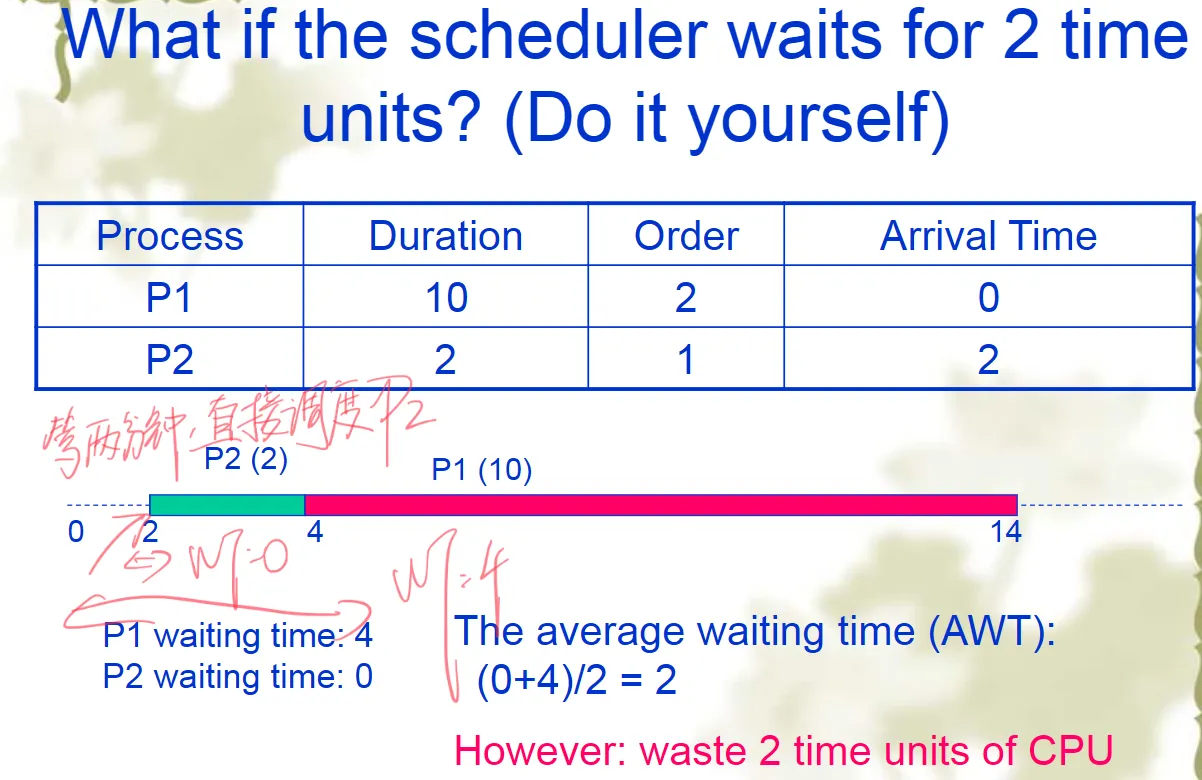 What if the scheduler waits for 2 time
units? (Do it yourself)
Process Duration Order Arrival Time
P1 10 2 0
P2 2 1 2
等两分钟,直接调度P2
P2 (2) P1 (10)
0 2 4 14
WT=0
WT=4
P1 waiting time: 4
P2 waiting time: 0
The average waiting time (AWT):
(0+4)/2 = 2
However: waste 2 time units of CPU